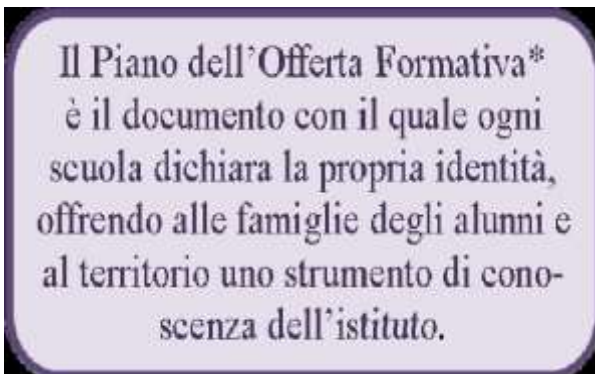 Il Piano dell’Offerta Formativa*
è il documento con il quale ogni
scuola dichiara la propria identità,
offrendo alle famiglie degli alunni e
al territorio uno strumento di cono-
scenza dell’istituto.